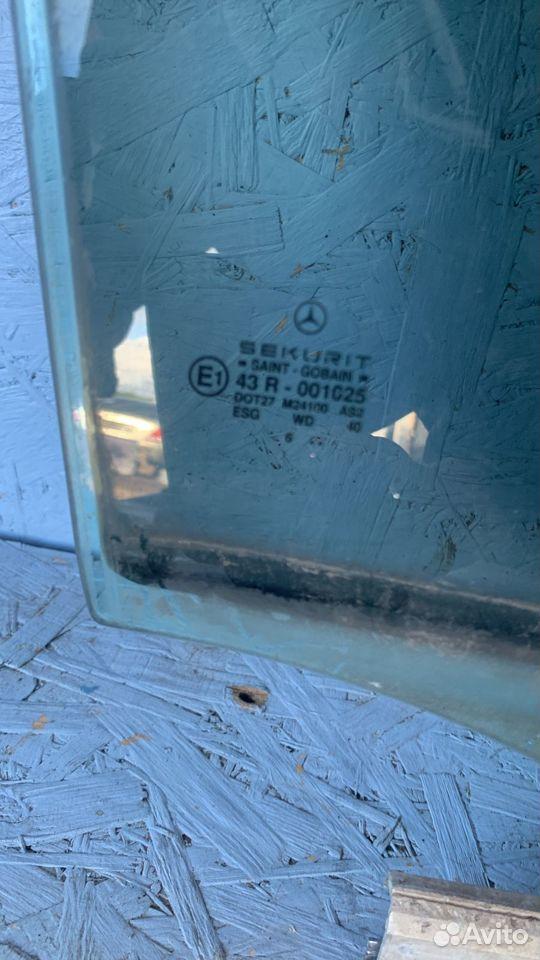 SEKURIT
SAINT - GOBAIN
E1 43 R - 001025
DOT27 M24100 AS2
ESG WD 40
6
Avito